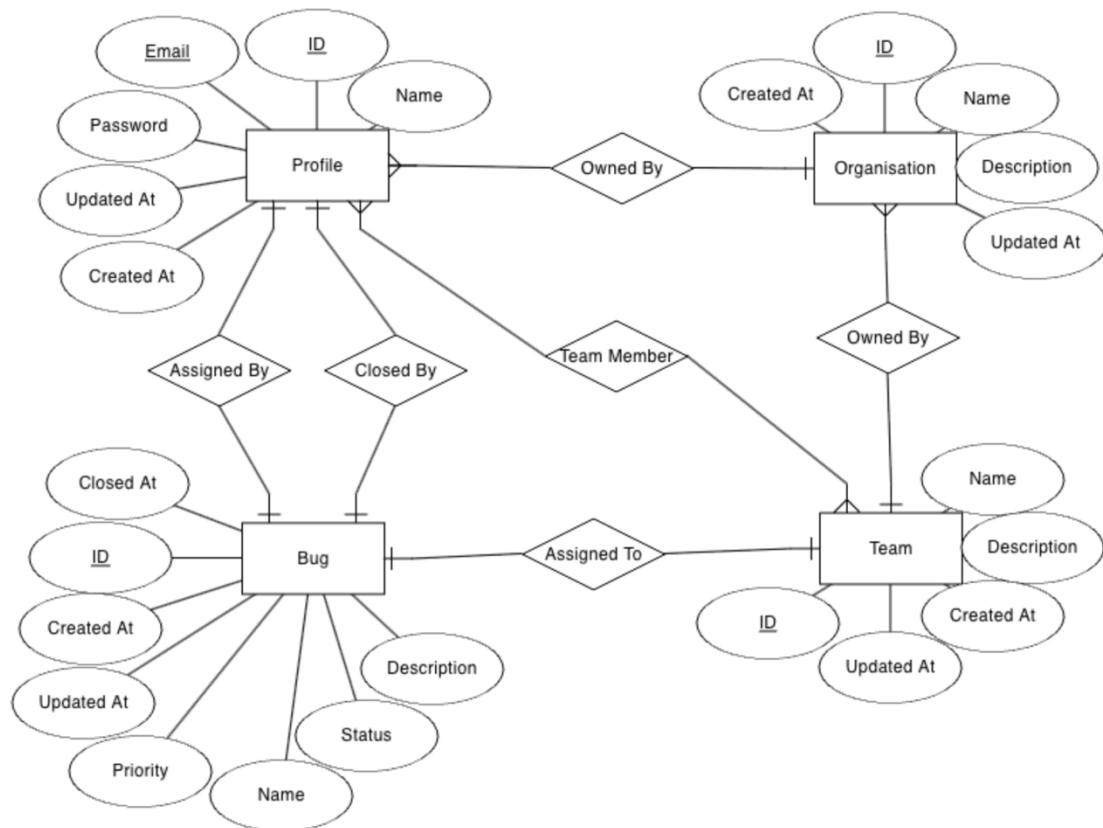 ID
ID
Email
Name
Created At
Name
Password
Profile
Owned By
Organisation
Description
Updated At
Updated At
Created At
Owned By
Team Member
Assigned By
Closed By
Closed At
Name
ID
Bug
Assigned To
Team
Description
Created At
ID
Created At
Description
Updated At
Updated At
Status
Priority
Name